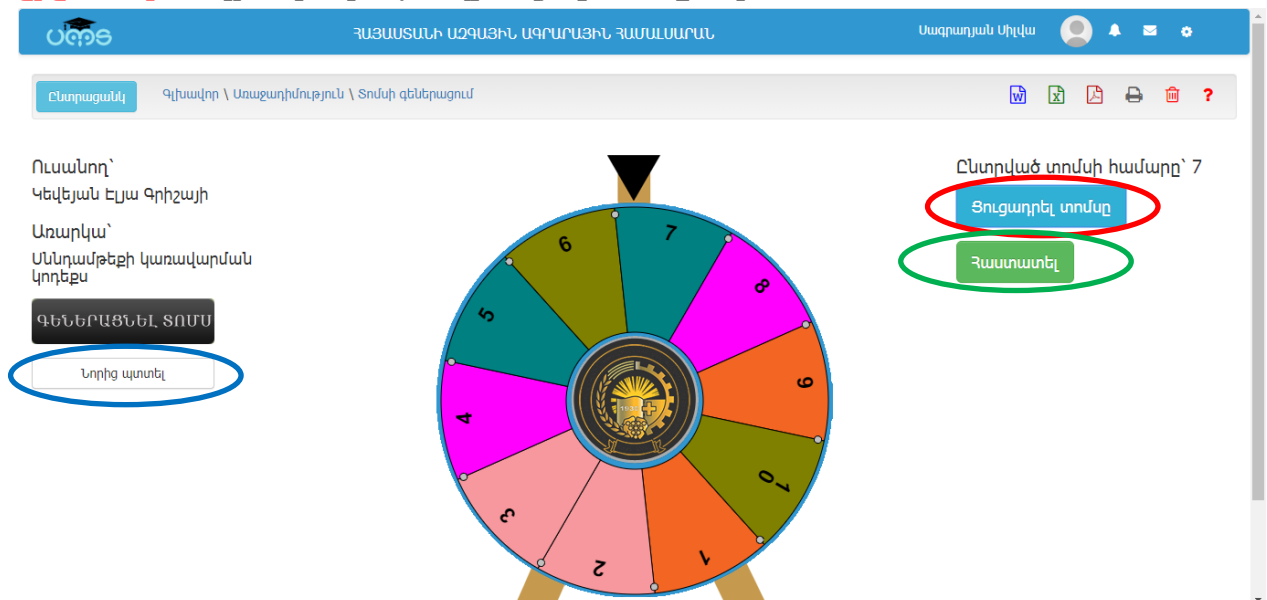 ՀԱՅԱՍՏԱՆԻ ԱԶԳԱՅԻՆ ԱԳՐԱՐԱՅԻՆ ՀԱՄԱԼՍԱՐԱՆ
Սագրադյան Սիլվա
Ընտրացանկ
Գլխավոր \ Առաջադիմություն \ Տոմսի գեներացում
?
Ուսանող՝
Կեվեյան Էլյա Գրիշայի
Առարկա՝
Սննդամթեքի կառավարման
կոդեքս
ԳԵՆԵՐԱՑՆԵԼ ՏՈՄՍ
Նորից պտտել
Ընտրված տոմսի համարը՝ 7
Ցուցադրել տոմսը
Հաստատել
6
7
8
5
9
4
10
3
2
1